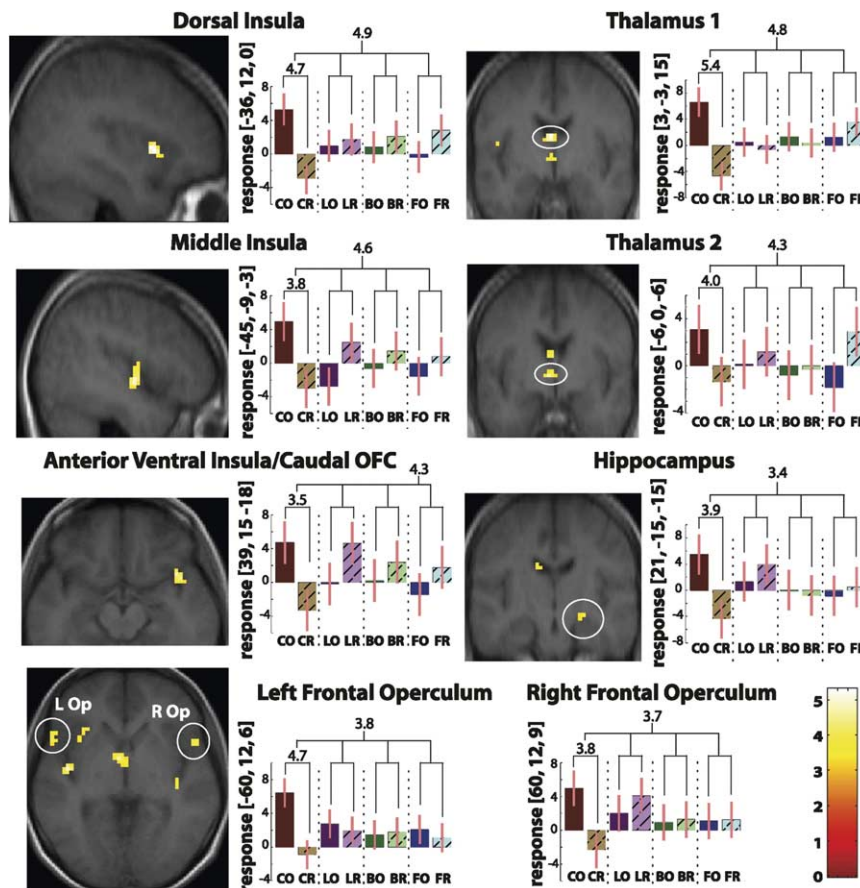 Dorsal Insula
4.9
4.7
response [-36, 12, 0]
8
4
0
-4
CO CR LO LR BO BR FO FR
Thalamus 1
4.8
5.4
response [3, -3, 15]
8
4
0
-4
-8
CO CR LO LR BO BR FO FR
Middle Insula
4.6
3.8
response [-45, -9, -3]
8
0
-4
CO CR LO LR BO BR FO FR
Thalamus 2
4.3
4.0
response [-6, 0, -6]
8
4
0
-4
CO CR LO LR BO BR FO FR
Anterior Ventral Insula/Caudal OFC
4.3
3.5
response [39, 15 -18]
8
4
0
-4
CO CR LO LR BO BR FO FR
Hippocampus
3.4
3.9
response [21, -15, -15]
8
4
0
-4
-8
CO CR LO LR BO BR FO FR
L Op
R Op
Left Frontal Operculum
3.8
4.7
response [-60, 12, 6]
8
4
0
-4
CO CR LO LR BO BR FO FR
Right Frontal Operculum
3.7
3.8
response [60, 12, 9]
8
4
0
-4
CO CR LO LR BO BR FO FR
5
4
3
2
1
0